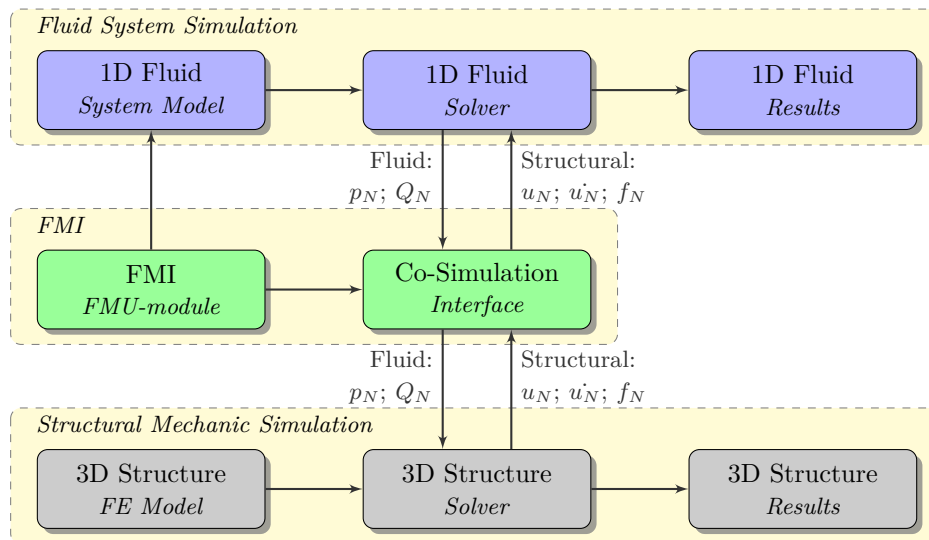 Fluid System Simulation
1D Fluid
System Model
1D Fluid
Solver
1D Fluid
Results
Fluid:
p_N; Q_N
Structural:
u_N; u̇_N; f_N
FMI
FMI
FMU-module
Co-Simulation
Interface
Fluid:
p_N; Q_N
Structural:
u_N; u̇_N; f_N
Structural Mechanic Simulation
3D Structure
FE Model
3D Structure
Solver
3D Structure
Results